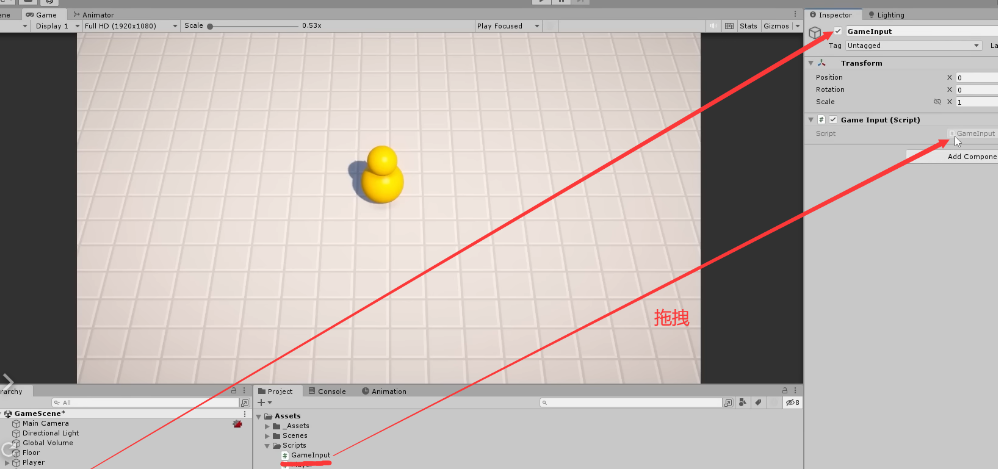 Game
Animator
Display 1
Full HD (1920x1080)
Scale
0.53x
Play Focused
Stats
Gizmos
Inspector
Lighting
GameInput
Tag
Untagged
Transform
Position
X
0
Rotation
X
0
Scale
X
1
Game Input (Script)
Script
GameInput
Add Compone
拖拽
rarchy
Project
Console
Animation
All
8
GameScene*
Main Camera
Directional Light
Global Volume
Floor
Player
Assets
_Assets
Scenes
Scripts
GameInput